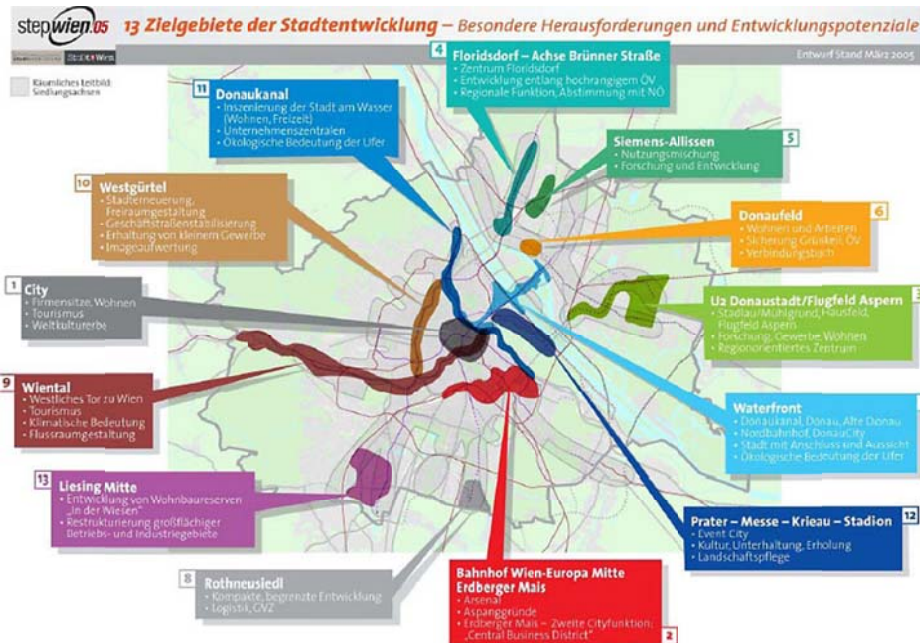 stepwien.05
13 Zielgebiete der Stadtentwicklung – Besondere Herausforderungen und Entwicklungspotenziale
Stadt Wien
Entwurf Stand März 2005
Räumliches Leitbild:
Siedlungsachsen
4
Floridsdorf – Achse Brünner Straße
• Zentrum Floridsdorf
• Entwicklung entlang hochrangigem ÖV
• Regionale Funktion, Abstimmung mit NÖ
11
Donaukanal
• Inszenierung der Stadt am Wasser
(Wohnen, Freizeit)
• Unternehmenszentralen
• Ökologische Bedeutung der Ufer
5
Siemens-Allissen
• Nutzungsmischung
• Forschung und Entwicklung
10
Westgürtel
• Stadterneuerung,
Freiraumgestaltung
• Geschäftsstraßenstabilisierung
• Erhaltung von kleinem Gewerbe
• Imageaufwertung
6
Donaufeld
• Wohnen und Arbeiten
• Sicherung Grünkeil, ÖV
• Verbindungsbach
1
City
• Firmensitze, Wohnen
• Tourismus
• Weltkulturerbe
U2 Donaustadt/Flugfeld Aspern
• Stadlau/Mühlgrund, Hausfeld,
Flugfeld Aspern
• Forschung, Gewerbe, Wohnen
• Regionorientiertes Zentrum
9
Wiental
• Westliches Tor zu Wien
• Tourismus
• Klimatische Bedeutung
• Flussraumgestaltung
Waterfront
• Donaukanal, Donau, Alte Donau
• Nordbahnhof, DonauCity
• Stadt mit Anschluss und Aussicht
• Ökologische Bedeutung der Ufer
13
Liesing Mitte
• Entwicklung von Wohnbaureserven
„In der Wiesen"
• Restrukturierung großflächiger
Betriebs- und Industriegebiete
12
Prater – Messe – Krieau – Stadion
• Event City
• Kultur, Unterhaltung, Erholung
• Landschaftspflege
8
Rothneusiedl
• Kompakte, begrenzte Entwicklung
• Logistik, GVZ
Bahnhof Wien-Europa Mitte
Erdberger Mais
• Arsenal
• Aspanggründe
• Erdberger Mais – Zweite Cityfunktion:
„Central Business District"
2